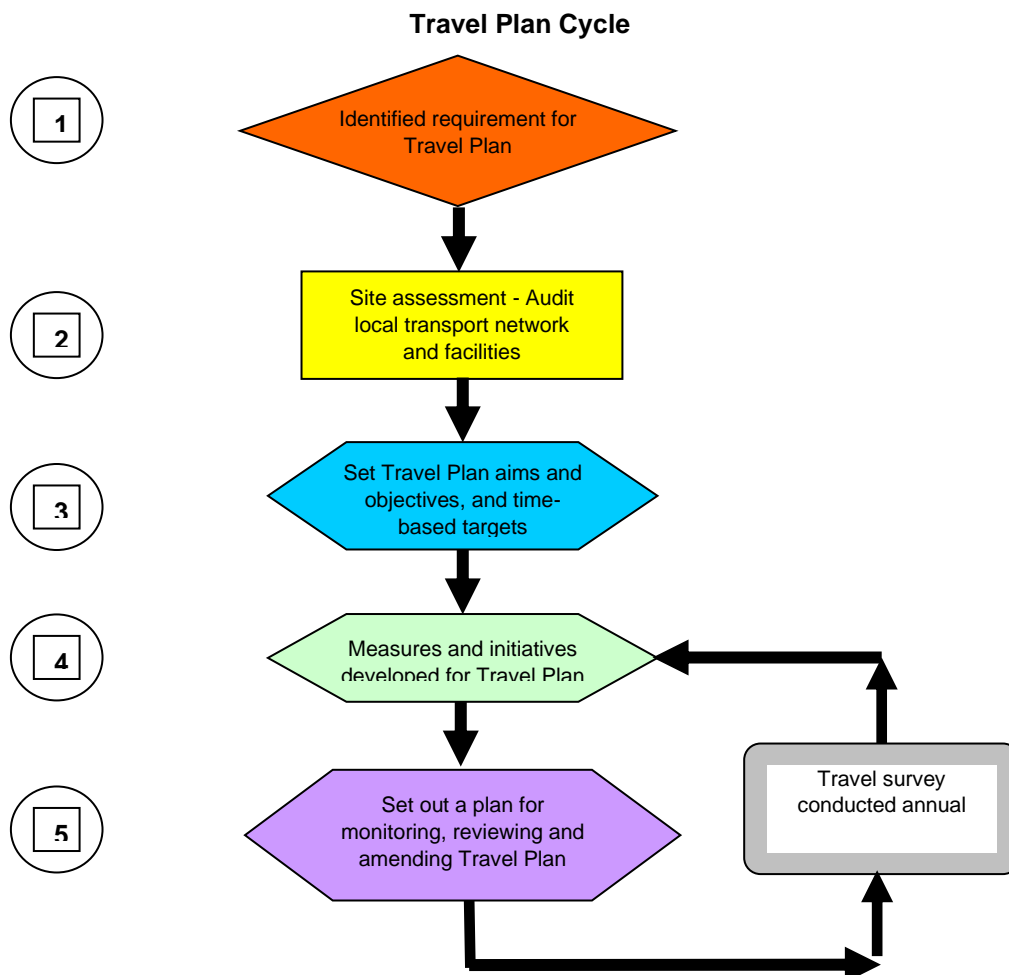 Travel Plan Cycle
1
Identified requirement for
Travel Plan
2
Site assessment - Audit
local transport network
and facilities
3
Set Travel Plan aims and
objectives, and time-
based targets
4
Measures and initiatives
developed for Travel Plan
5
Set out a plan for
monitoring, reviewing and
amending Travel Plan
Travel survey
conducted annual